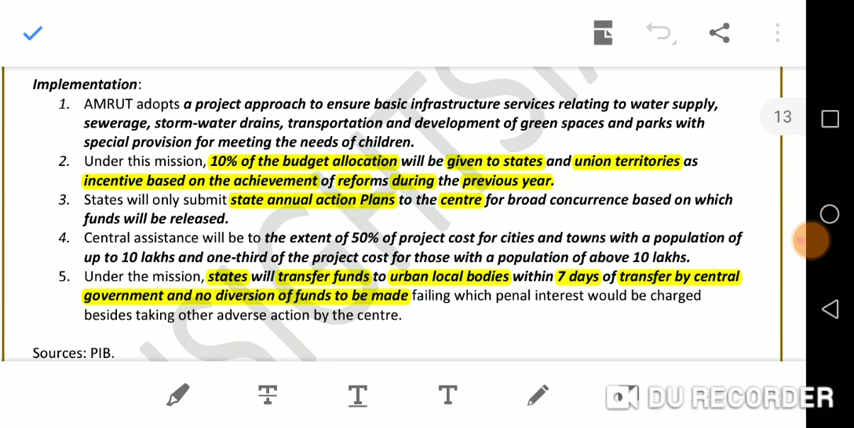 Implementation:
1. AMRUT adopts a project approach to ensure basic infrastructure services relating to water supply,
sewerage, storm-water drains, transportation and development of green spaces and parks with
special provision for meeting the needs of children.
13
2. Under this mission, 10% of the budget allocation will be given to states and union territories as
incentive based on the achievement of reforms during the previous year.
3. States will only submit state annual action Plans to the centre for broad concurrence based on which
funds will be released.
4. Central assistance will be to the extent of 50% of project cost for cities and towns with a population of
up to 10 lakhs and one-third of the project cost for those with a population of above 10 lakhs.
5. Under the mission, states will transfer funds to urban local bodies within 7 days of transfer by central
government and no diversion of funds to be made failing which penal interest would be charged
besides taking other adverse action by the centre.
Sources: PIB.
INSIGHTSI
T T T
DU RECORDER